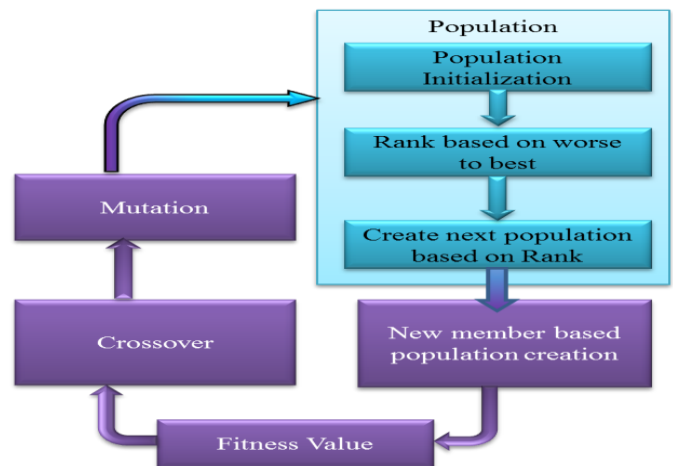 Population
Population
Initialization
Rank based on worse
to best
Create next population
based on Rank
New member based
population creation
Fitness Value
Crossover
Mutation